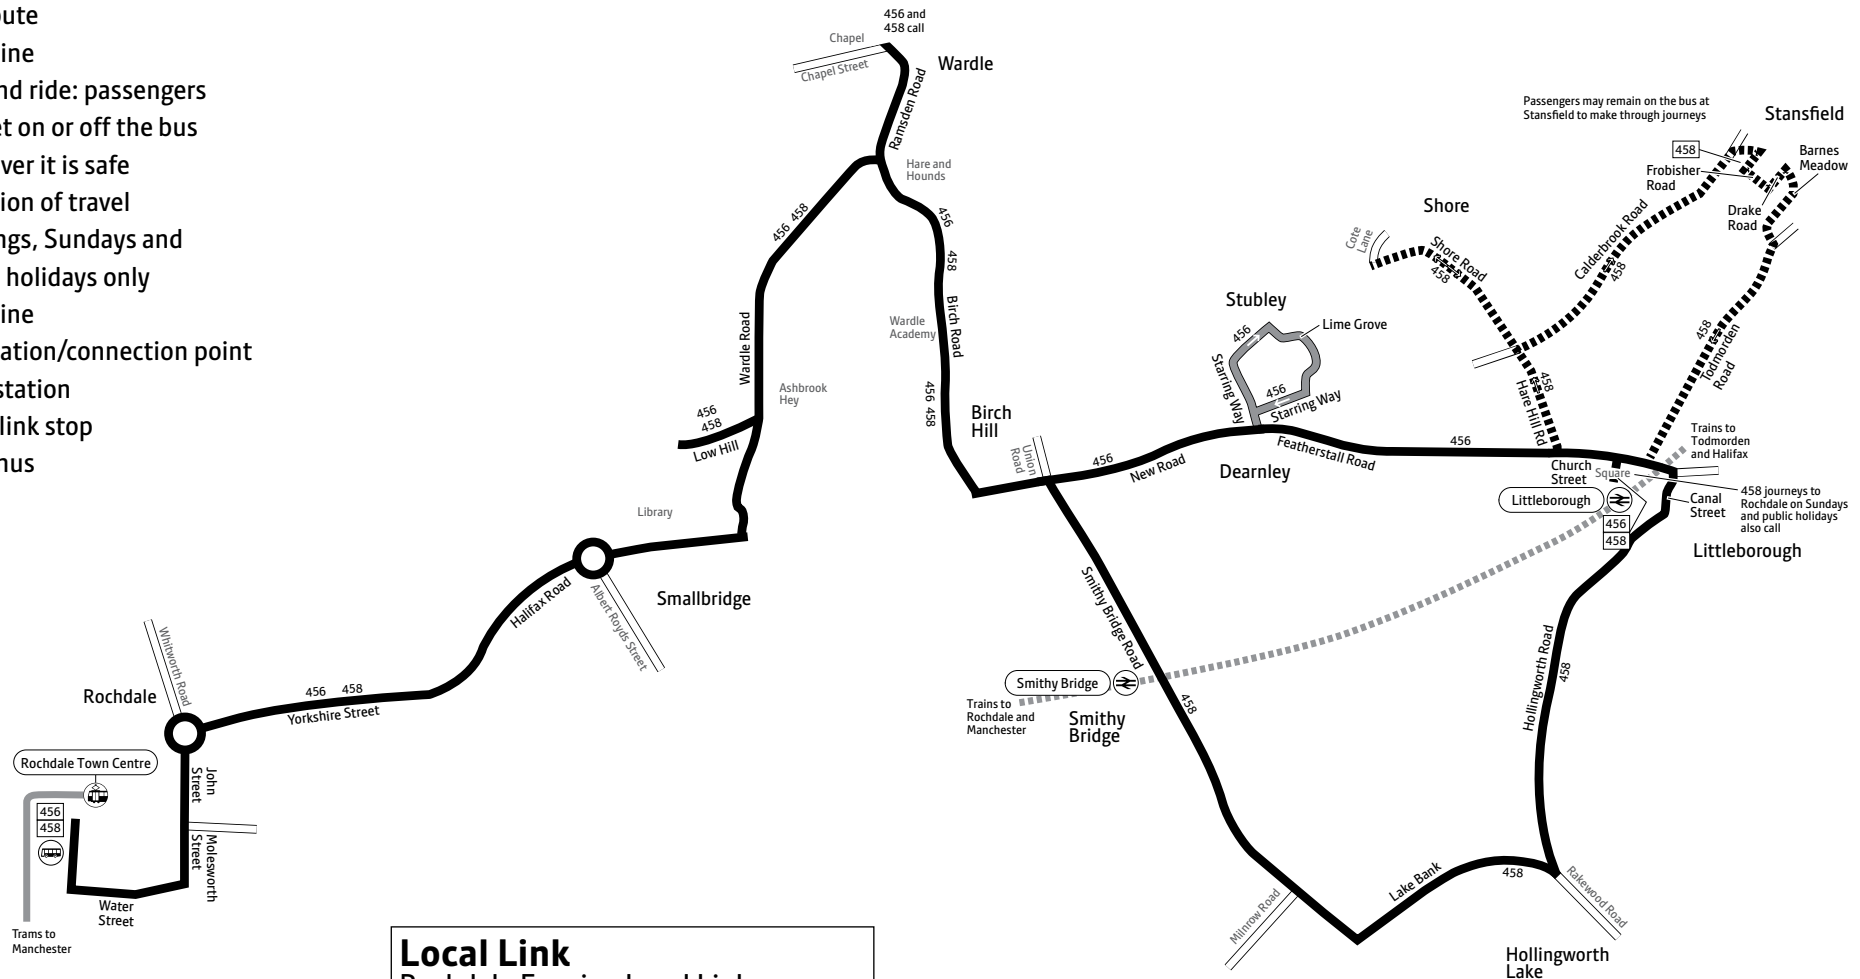 oute
ine
nd ride: passengers
et on or off the bus
ver it is safe
ion of travel
ngs, Sundays and
holidays only
ine
ation/connection point
station
link stop
nus
456 and
458 call
Chapel
Chapel Street
Wardle
Ramsden Road
Hare and
Hounds
456 458
456
458
Birch Road
Wardle
Academy
Wardle Road
Ashbrook
Hey
456
458
Low Hill
456 458
Birch
Hill
Union
Road
Library
Smallbridge
Halifax Road
Albert Royds Street
Whitworth Road
Rochdale
456 458
Yorkshire Street
Rochdale Town Centre
John
Street
456
458
Molesworth
Street
Water
Street
Trams to
Manchester
Passengers may remain on the bus at
Stansfield to make through journeys
Stansfield
458
Barnes
Meadow
Frobisher
Road
Drake
Road
Shore
Cote
Lane
Shore Road
458
Calderbrook Road
458
458
Todmorden
Road
458
Hare Hill Rd
Stubley
456
Lime Grove
Starring Way
456
Starring Way
456
New Road
Dearnley
Featherstall Road
456
Trains to
Todmorden
and Halifax
Church
Street
Square
Littleborough
456
458
Canal
Street
458 journeys to
Rochdale on Sundays
and public holidays
also call
Littleborough
Smithy Bridge Road
Smithy Bridge
Trains to
Rochdale and
Manchester
Smithy
Bridge
458
Hollingworth Road
458
Lake Bank
458
Milnrow Road
Rakewood Road
Hollingworth
Lake
Local Link